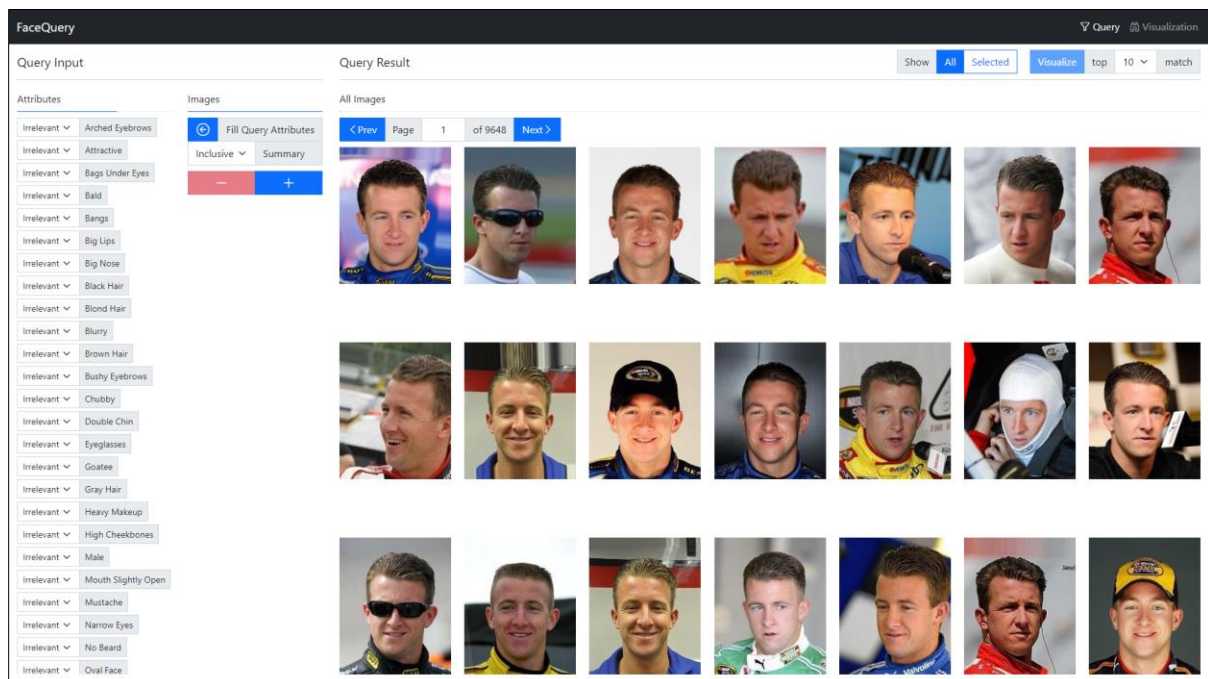 FaceQuery
Query
Visualization
Query Input
Attributes
Irrelevant Arched Eyebrows
Irrelevant Attractive
Irrelevant Bags Under Eyes
Irrelevant Bald
Irrelevant Bangs
Irrelevant Big Lips
Irrelevant Big Nose
Irrelevant Black Hair
Irrelevant Blond Hair
Irrelevant Blurry
Irrelevant Brown Hair
Irrelevant Bushy Eyebrows
Irrelevant Chubby
Irrelevant Double Chin
Irrelevant Eyeglasses
Irrelevant Goatee
Irrelevant Gray Hair
Irrelevant Heavy Makeup
Irrelevant High Cheekbones
Irrelevant Male
Irrelevant Mouth Slightly Open
Irrelevant Mustache
Irrelevant Narrow Eyes
Irrelevant No Beard
Irrelevant Oval Face
Images
Fill Query Attributes
Inclusive Summary
Query Result
Show All Selected
Visualize top 10 match
All Images
< Prev Page 1 of 9648 Next >
Valvoline